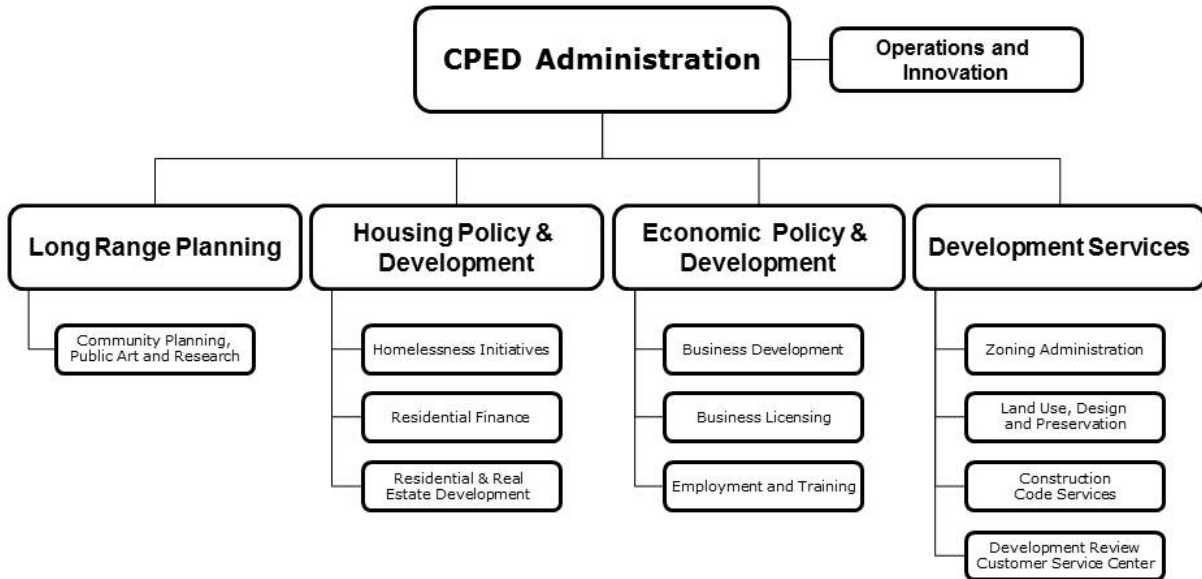 CPED Administration
Operations and
Innovation
Long Range Planning
Housing Policy &
Development
Economic Policy &
Development
Development Services
Community Planning,
Public Art and Research
Homelessness Initiatives
Residential Finance
Residential & Real
Estate Development
Business Development
Business Licensing
Employment and Training
Zoning Administration
Land Use, Design
and Preservation
Construction
Code Services
Development Review
Customer Service Center